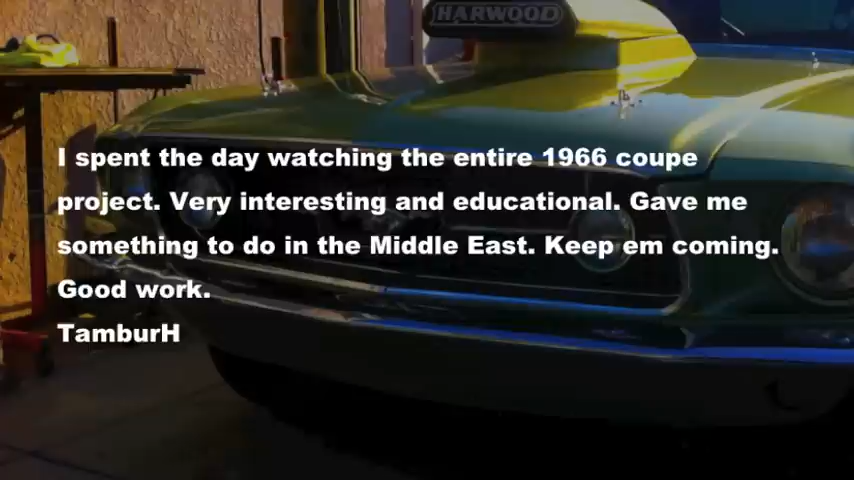 HARWOOD
I spent the day watching the entire 1966 coupe
project. Very interesting and educational. Gave me
something to do in the Middle East. Keep em coming.
Good work.
TamburH